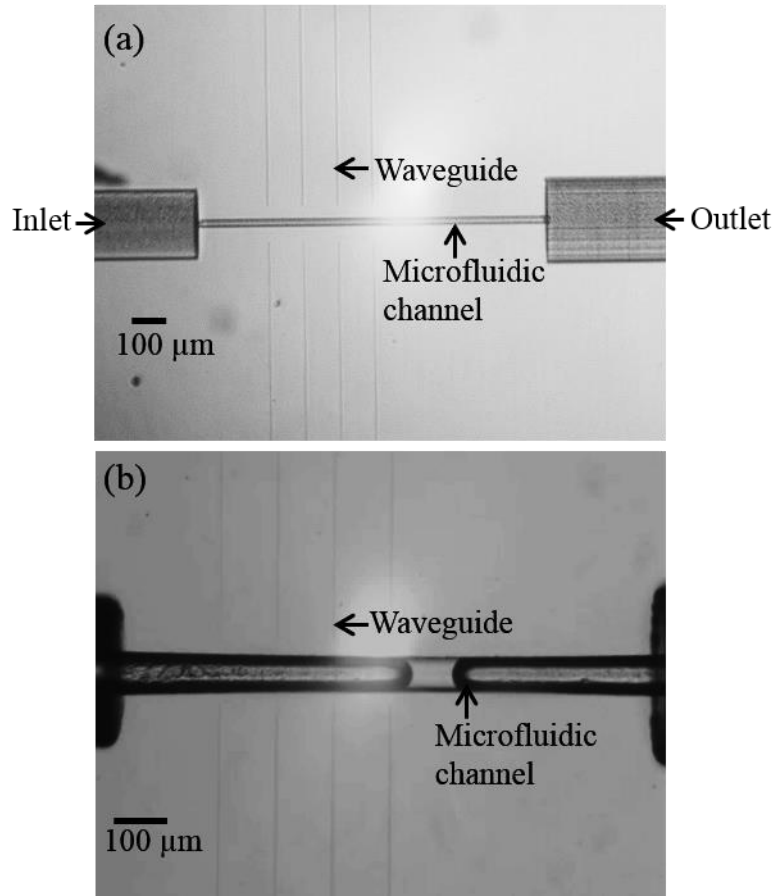 (a)
Waveguide
Inlet
Outlet
Microfluidic
channel
100 µm
(b)
Waveguide
Microfluidic
channel
100 µm